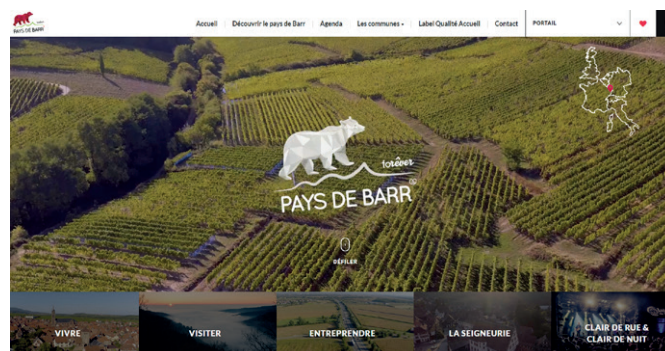 PAYS DE BARR
Accueil Découvrir le pays de Barr Agenda Les communes Label Qualité Accueil Contact PORTAIL
forêver
PAYS DE BARR
DÉFILER
VIVRE VISITER ENTREPRENDRE LA SEIGNEURIE CLAIR DE RUE &
CLAIR DE NUIT